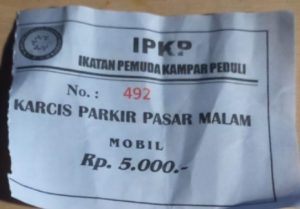 IPKP
IKATAN PEMUDA KAMPAR PEDULI
No. : 492
KARCIS PARKIR PASAR MALAM
MOBIL
Rp. 5.000.-